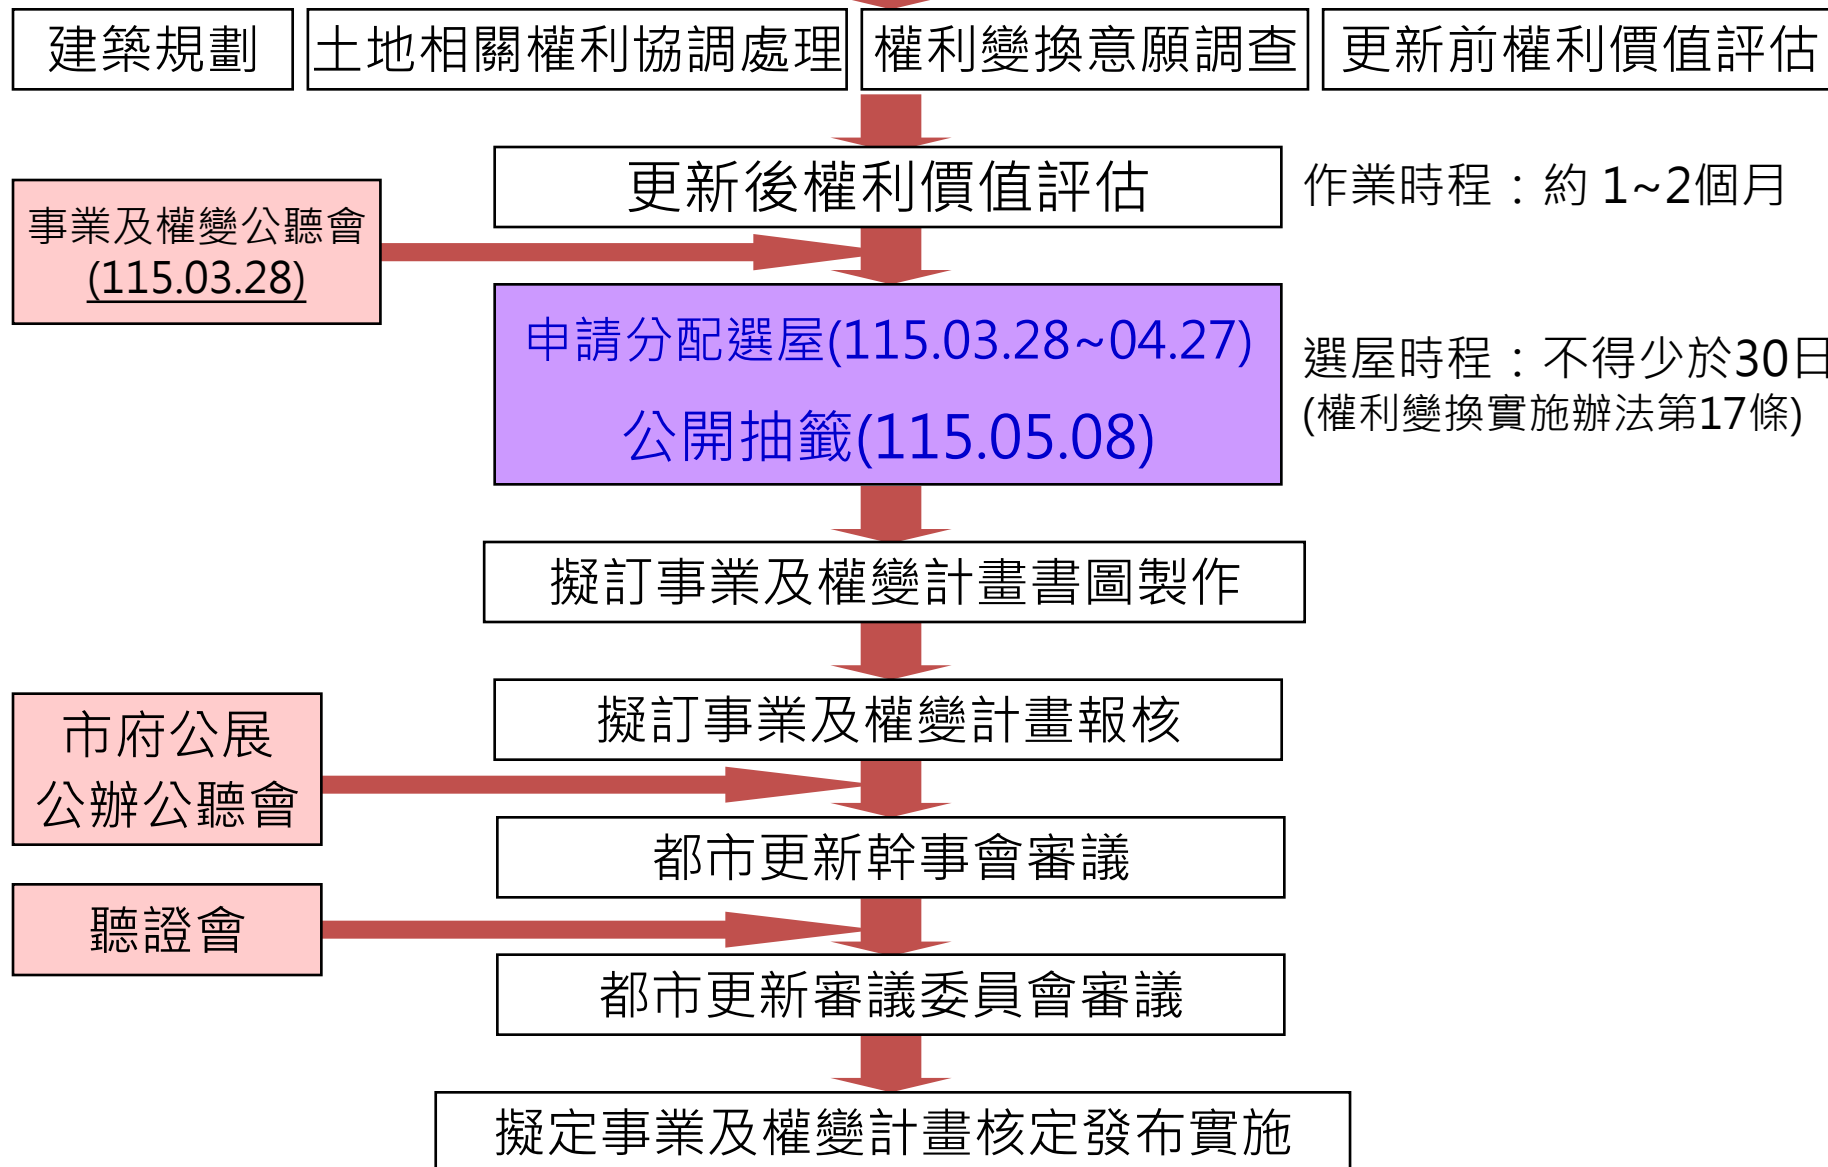 建築規劃
土地相關權利協調處理
權利變換意願調查
更新前權利價值評估
更新後權利價值評估
作業時程：約 1~2個月
事業及權變公聽會
(115.03.28)
申請分配選屋(115.03.28~04.27)
公開抽籤(115.05.08)
選屋時程：不得少於30日
(權利變換實施辦法第17條)
擬訂事業及權變計畫書圖製作
擬訂事業及權變計畫報核
市府公展
公辦公聽會
都市更新幹事會審議
聽證會
都市更新審議委員會審議
擬定事業及權變計畫核定發布實施